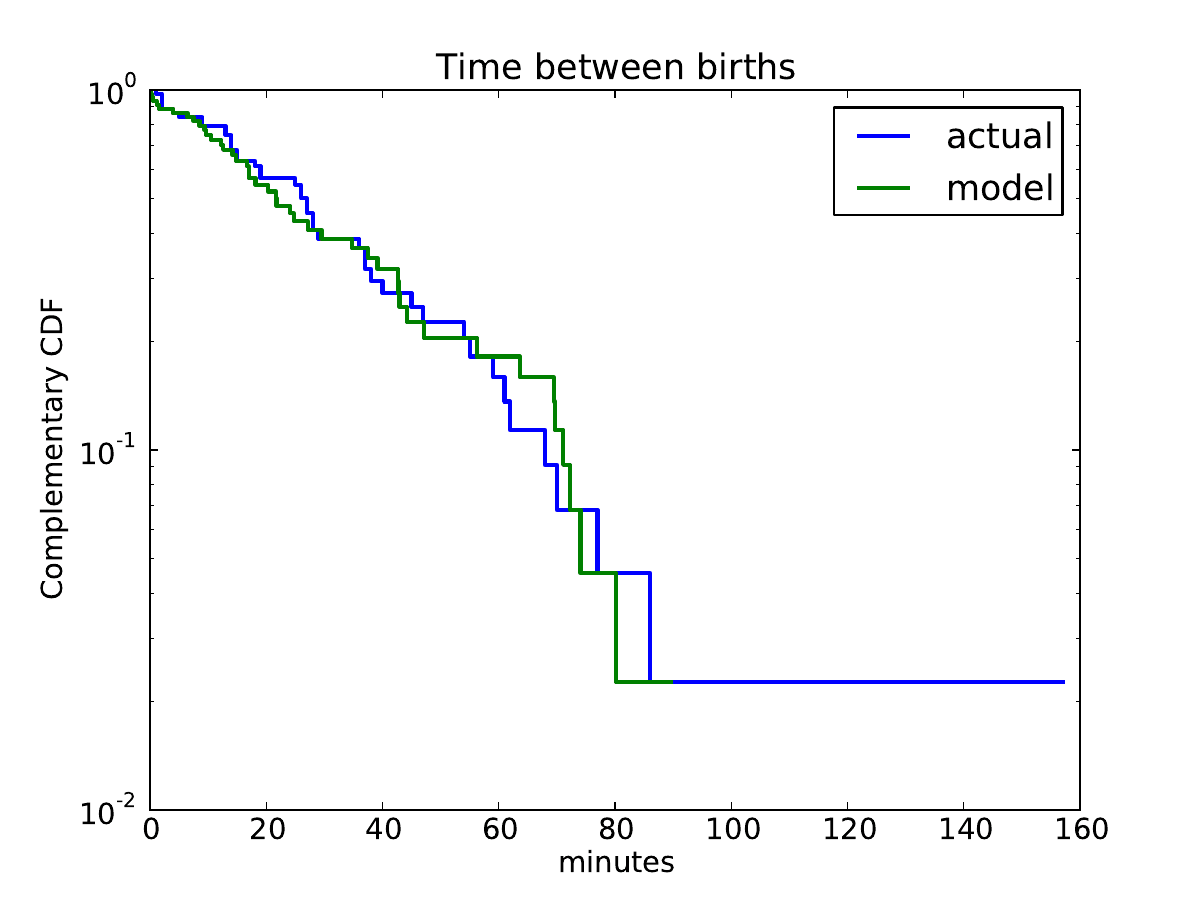 Time between births
actual
model
Complementary CDF
10^0
10^-1
10^-2
0 20 40 60 80 100 120 140 160
minutes